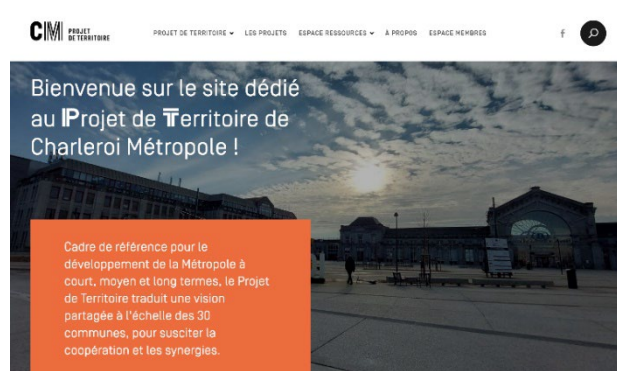 CM PROJET
DE TERRITOIRE
PROJET DE TERRITOIRE LES PROJETS ESPACE RESSOURCES À PROPOS ESPACE MEMBRES f
Bienvenue sur le site dédié
au Projet de Territoire de
Charleroi Métropole !
Cadre de référence pour le
développement de la Métropole à
court, moyen et long termes, le Projet
de Territoire traduit une vision
partagée à l'échelle des 30
communes, pour susciter la
coopération et les synergies.